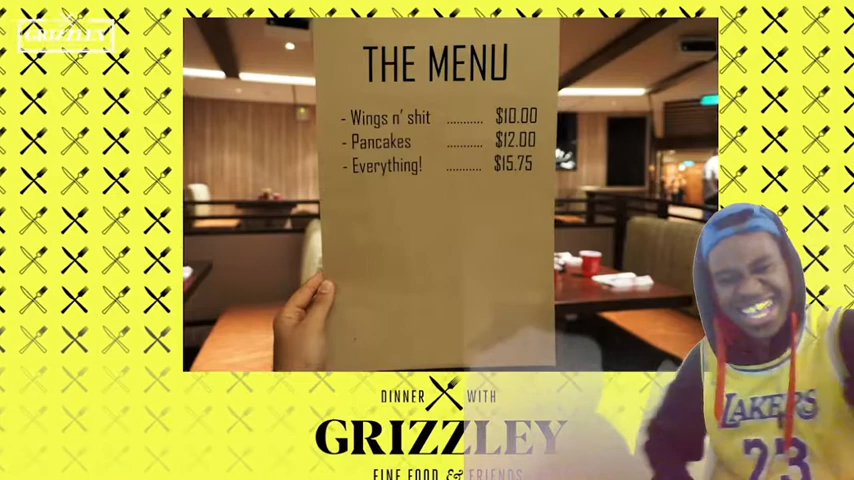 GRIZZLEY
THE MENU
- Wings n' shit ........... $10.00
- Pancakes ........... $12.00
- Everything! ........... $15.75
LAKERS
23
DINNER WITH
GRIZZLEY
FINE FOOD & FRIENDS